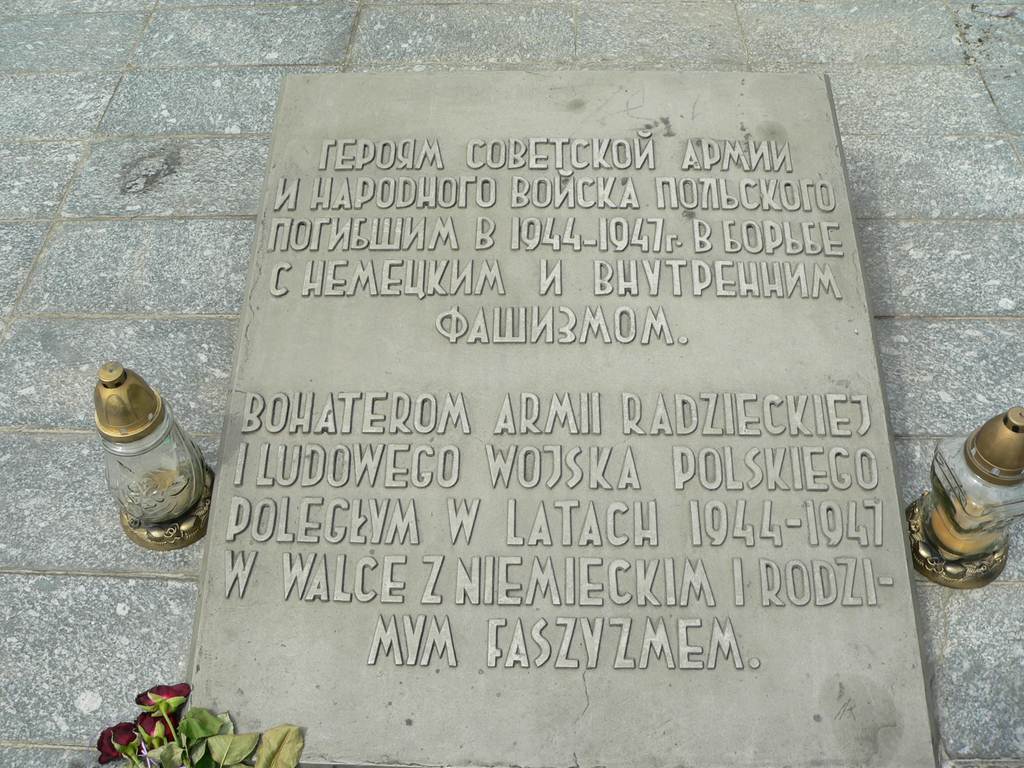 ГЕРОЯМ СОВЕТСКОЙ АРМИИ
И НАРОДНОГО ВОЙСКА ПОЛЬСКОГО
ПОГИБШИМ В 1944-1947г. В БОРЬБЕ
С НЕМЕЦКИМ И ВНУТРЕННИМ
ФАШИЗМОМ.
BOHATEROM ARMII RADZIECKIEJ
I LUDOWEGO WOJSKA POLSKIEGO
POLEGŁYM W LATACH 1944-1947
W WALCE Z NIEMIECKIM I RODZI-
MYM FASZYZMEM.